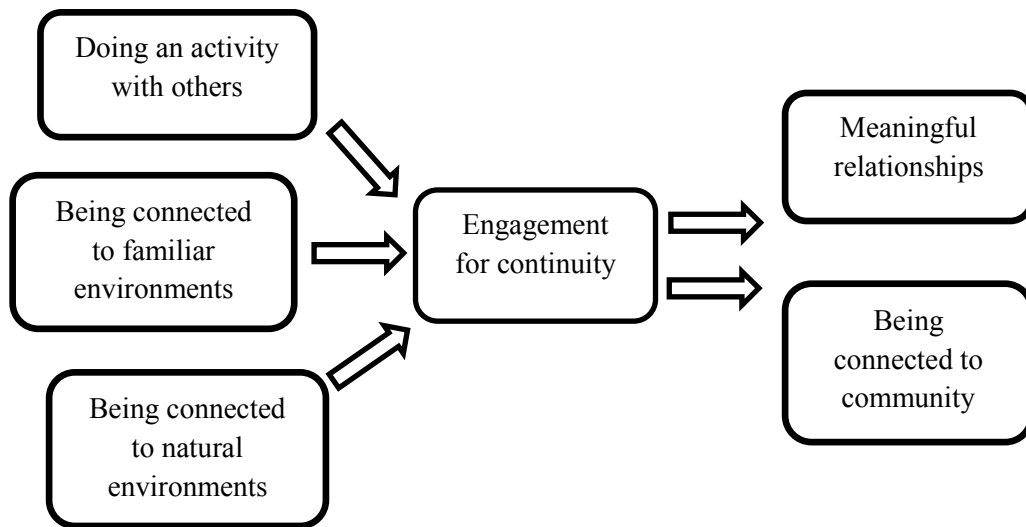 Doing an activity
with others
Being connected
to familiar
environments
Being connected
to natural
environments
Engagement
for continuity
Meaningful
relationships
Being
connected to
community